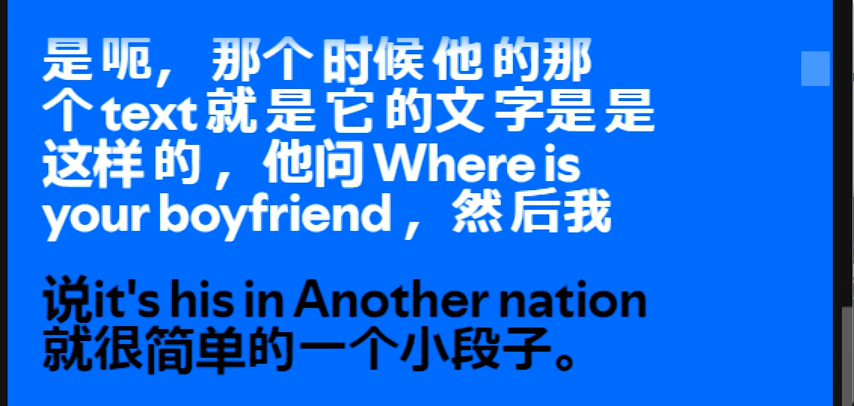 是呃， 那个时候他的那
个text就是它的文字是是
这样的，他问Where is
your boyfriend，然后我
说it's his in Another nation
就很简单的一个小段子。